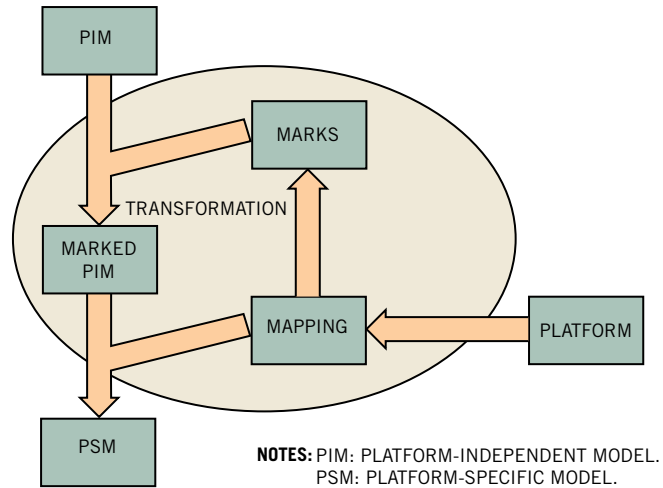 PIM
MARKS
TRANSFORMATION
MARKED
PIM
MAPPING
PLATFORM
PSM
NOTES: PIM: PLATFORM-INDEPENDENT MODEL.
PSM: PLATFORM-SPECIFIC MODEL.